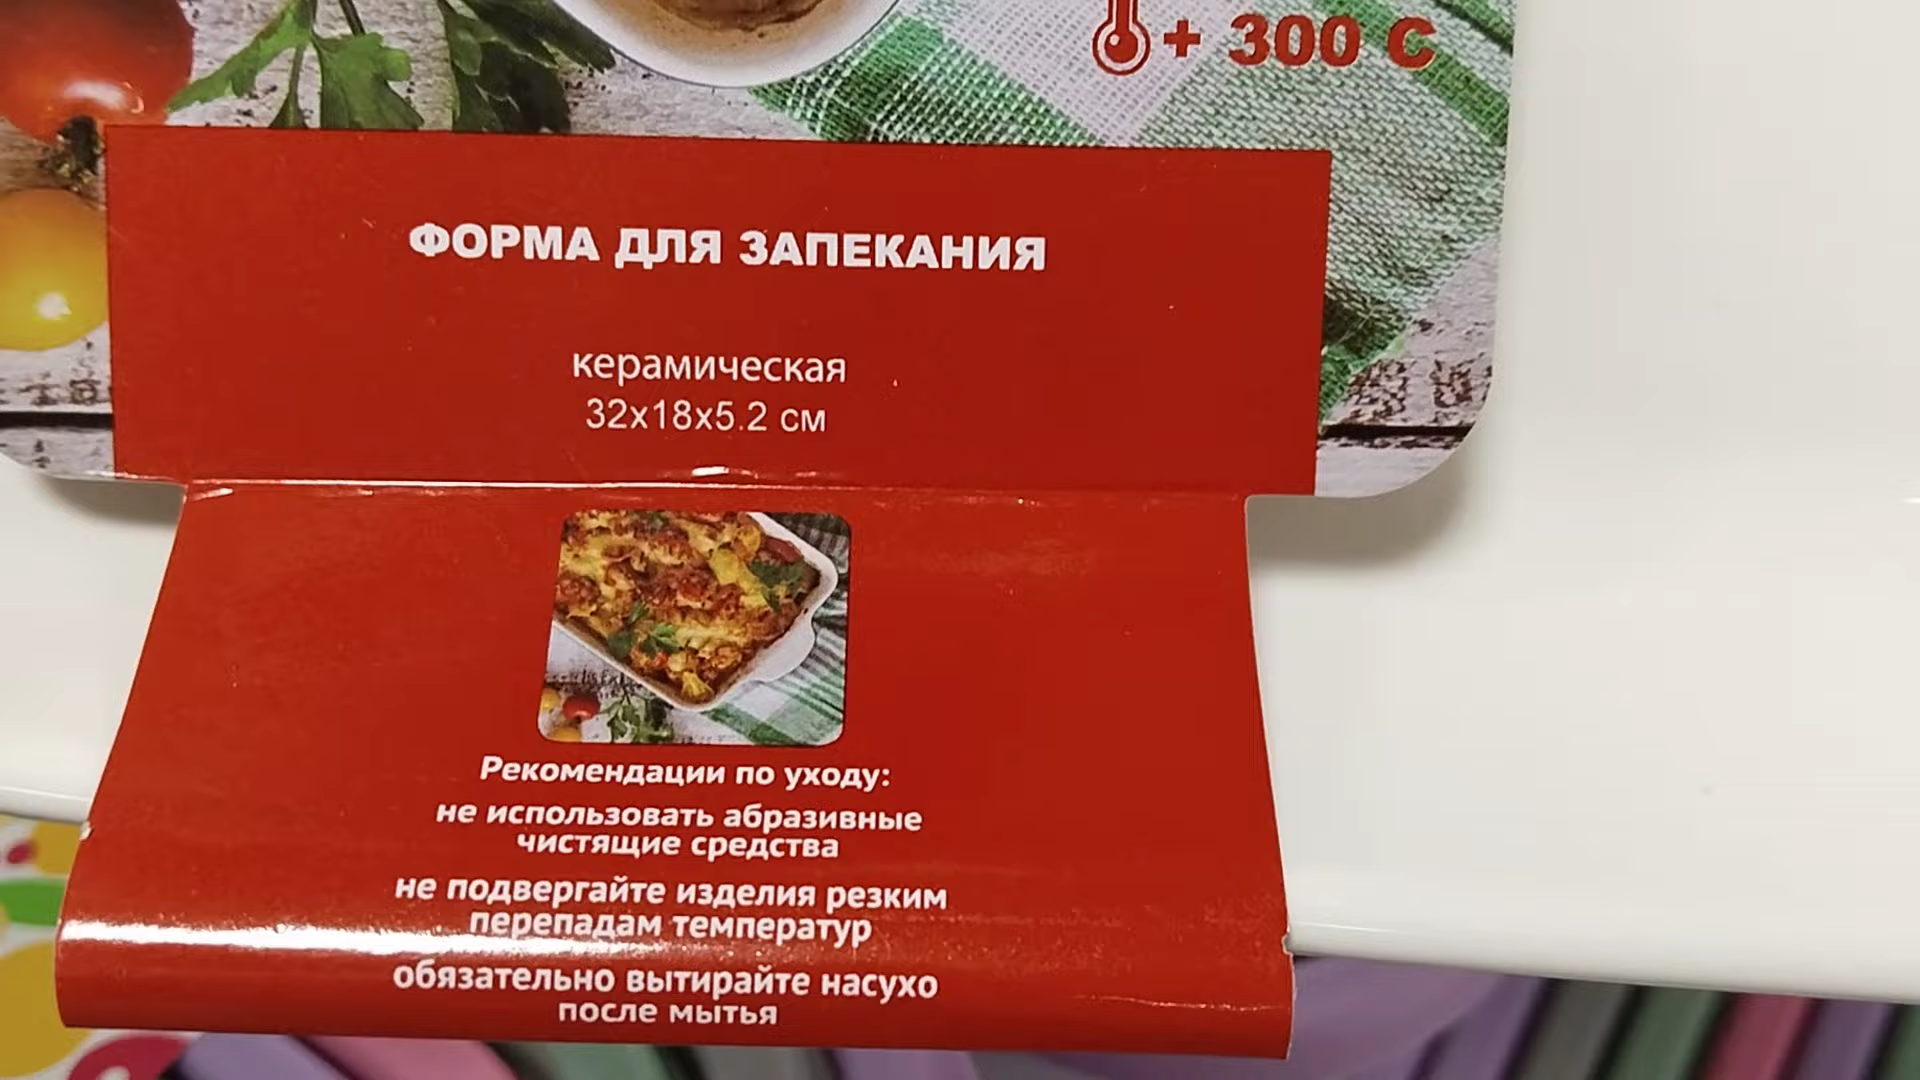 + 300 С
ФОРМА ДЛЯ ЗАПЕКАНИЯ
керамическая
32х18х5.2 см
Рекомендации по уходу:
не использовать абразивные
чистящие средства
не подвергайте изделия резким
перепадам температур
обязательно вытирайте насухо
после мытья